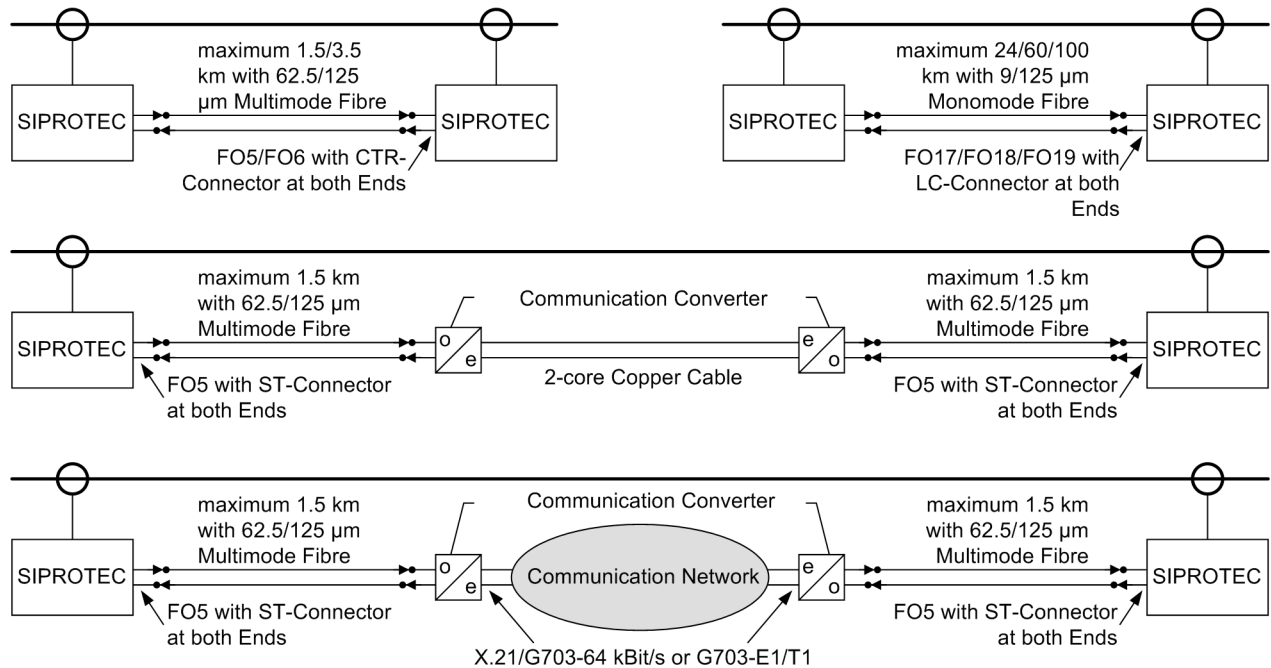 maximum 1.5/3.5
km with 62.5/125
µm Multimode Fibre
SIPROTEC
SIPROTEC
FO5/FO6 with CTR-
Connector at both Ends
maximum 24/60/100
km with 9/125 µm
Monomode Fibre
SIPROTEC
SIPROTEC
FO17/FO18/FO19 with
LC-Connector at both
Ends
maximum 1.5 km
with 62.5/125 µm
Multimode Fibre
SIPROTEC
FO5 with ST-Connector
at both Ends
Communication Converter
o
e
e
o
2-core Copper Cable
maximum 1.5 km
with 62.5/125 µm
Multimode Fibre
SIPROTEC
FO5 with ST-Connector
at both Ends
maximum 1.5 km
with 62.5/125 µm
Multimode Fibre
SIPROTEC
FO5 with ST-Connector
at both Ends
Communication Converter
o
e
Communication Network
e
o
X.21/G703-64 kBit/s or G703-E1/T1
maximum 1.5 km
with 62.5/125 µm
Multimode Fibre
SIPROTEC
FO5 with ST-Connector
at both Ends